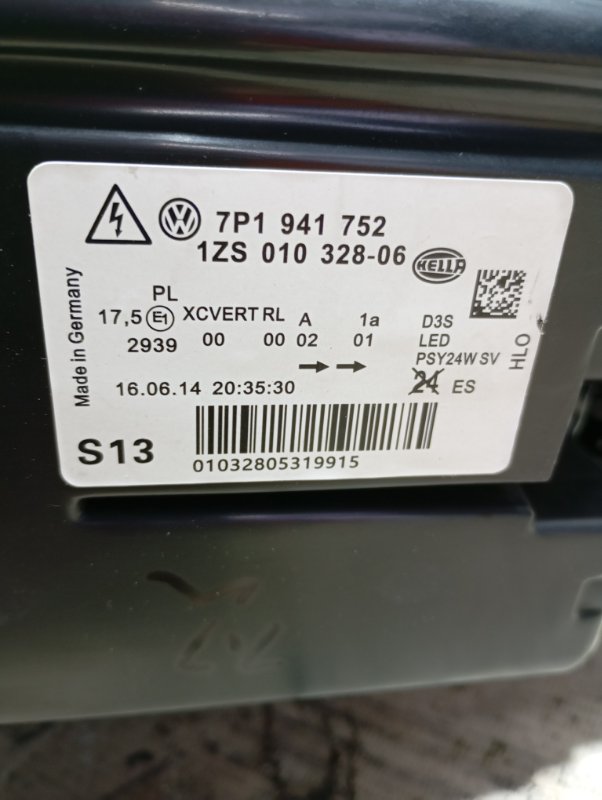 7P1 941 752
1ZS 010 328-06
HELLA
PL
17,5 E1 XCVERT RL A 1a D3S
2939 00 00 02 01 LED
PSY24W SV
24 ES
16.06.14 20:35:30
S13
01032805319915
Made in Germany
HLO